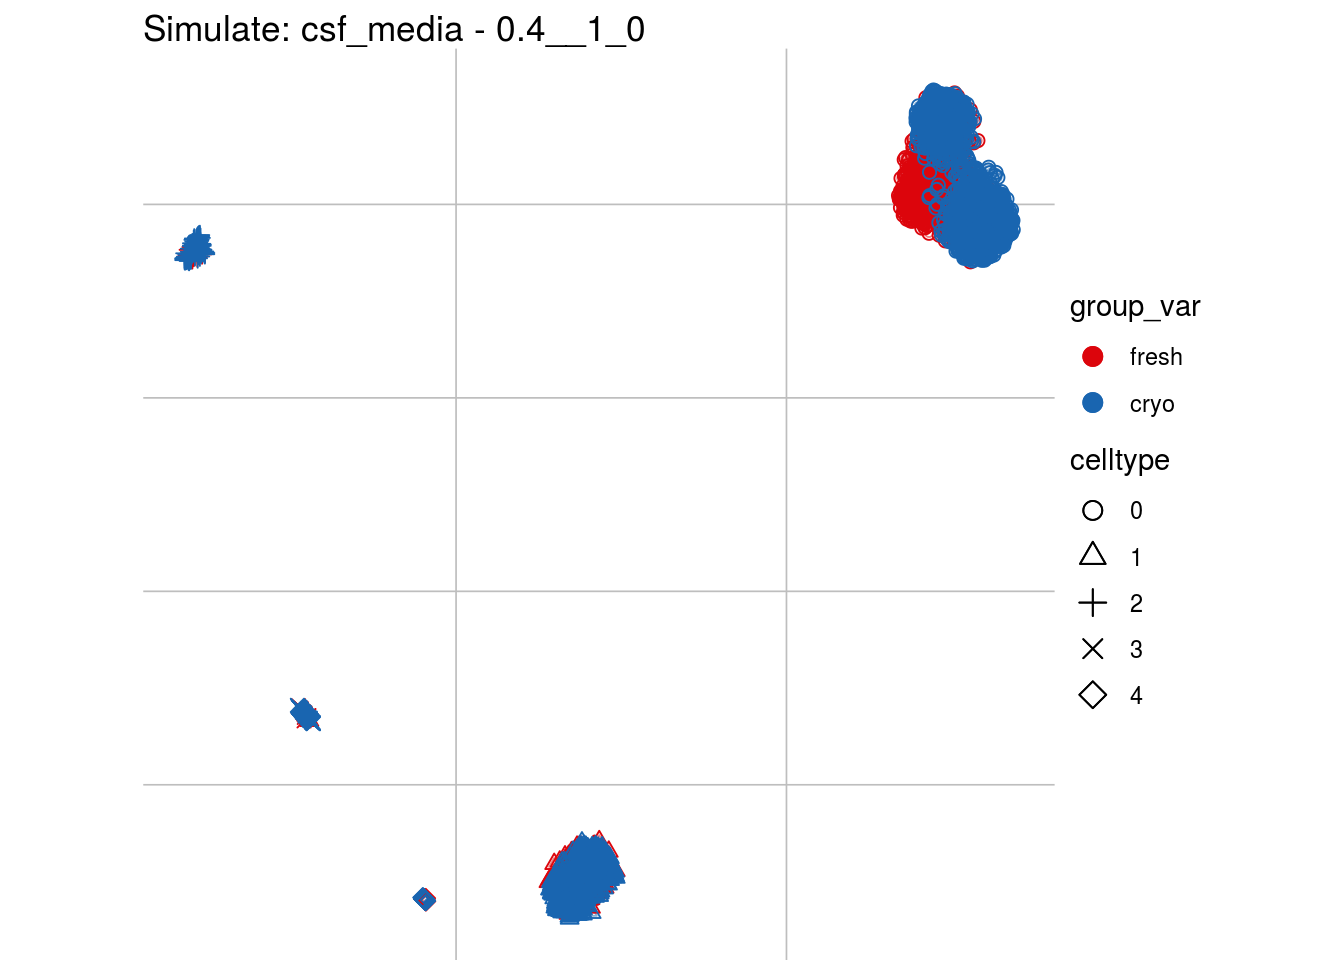 Simulate: csf_media - 0.4__1_0
group_var
fresh
cryo
celltype
0
1
2
3
4